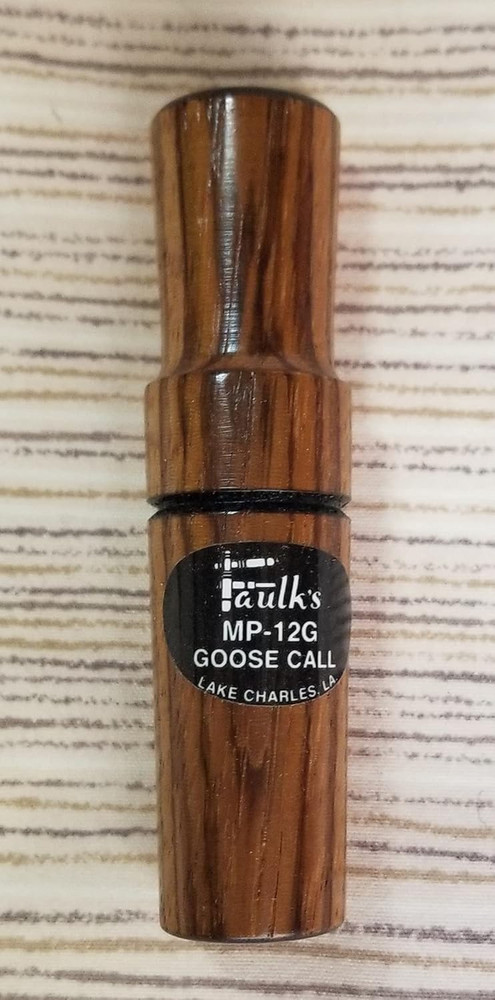 Faulk's
MP-12G
GOOSE CALL
LAKE CHARLES, LA.